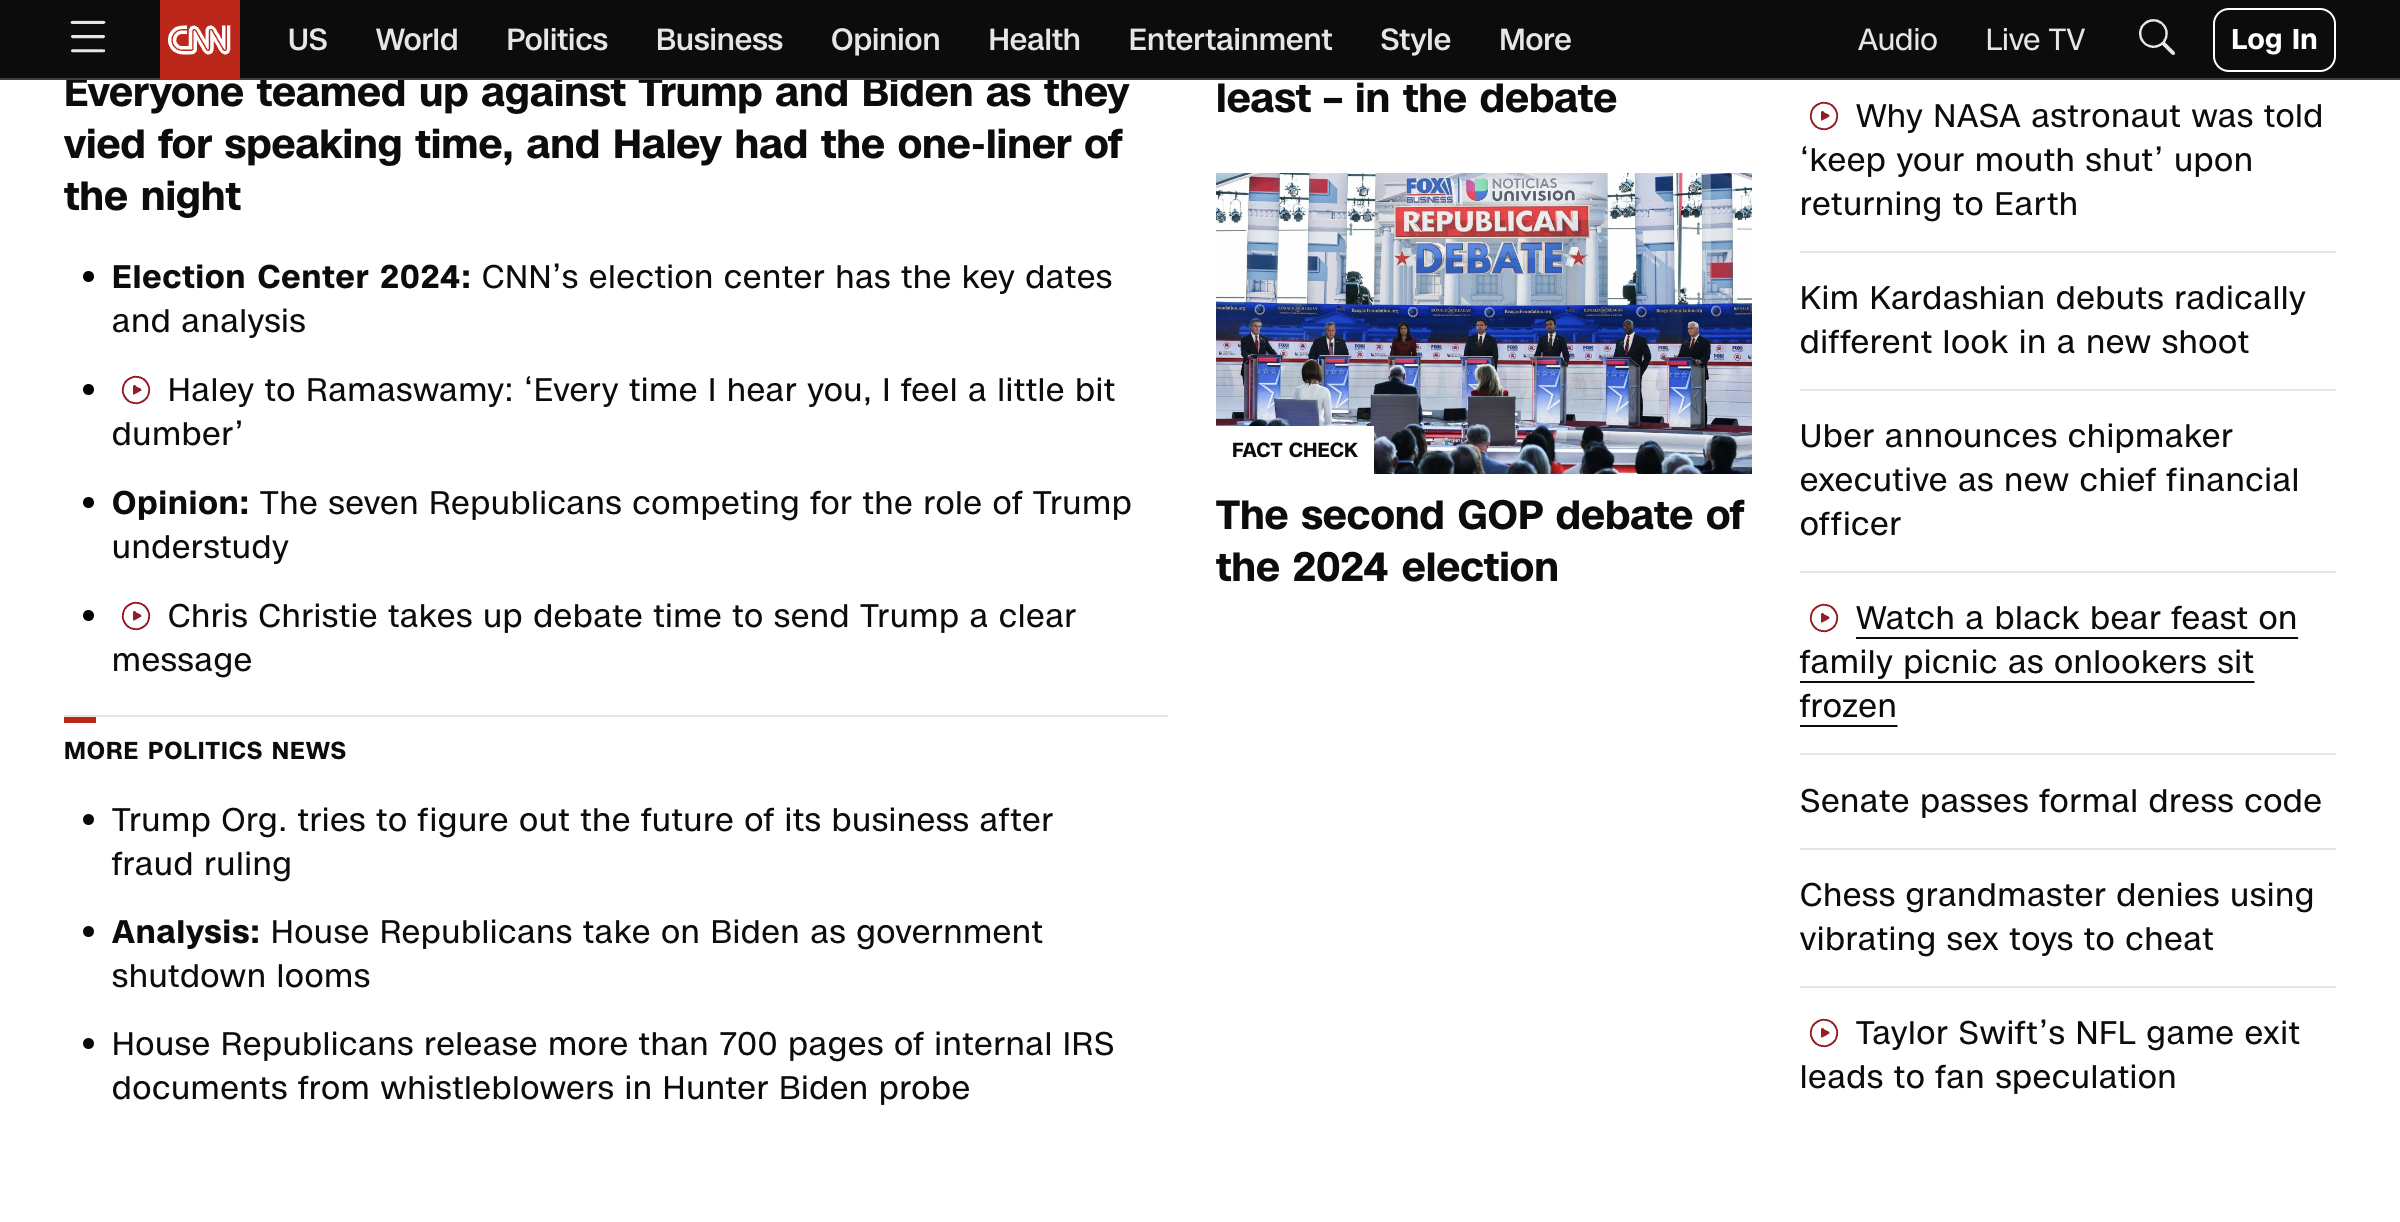 CNN
US
World
Politics
Business
Opinion
Health
Entertainment
Style
More
Audio
Live TV
Log In
Everyone teamed up against Trump and Biden as they
vied for speaking time, and Haley had the one-liner of
the night
Election Center 2024: CNN’s election center has the key dates
and analysis
Haley to Ramaswamy: ‘Every time I hear you, I feel a little bit
dumber’
Opinion: The seven Republicans competing for the role of Trump
understudy
Chris Christie takes up debate time to send Trump a clear
message
MORE POLITICS NEWS
Trump Org. tries to figure out the future of its business after
fraud ruling
Analysis: House Republicans take on Biden as government
shutdown looms
House Republicans release more than 700 pages of internal IRS
documents from whistleblowers in Hunter Biden probe
least – in the debate
FOX
BUSINESS
NOTICIAS
UNIVISION
REPUBLICAN
DEBATE
FACT CHECK
The second GOP debate of
the 2024 election
Why NASA astronaut was told
‘keep your mouth shut’ upon
returning to Earth
Kim Kardashian debuts radically
different look in a new shoot
Uber announces chipmaker
executive as new chief financial
officer
Watch a black bear feast on
family picnic as onlookers sit
frozen
Senate passes formal dress code
Chess grandmaster denies using
vibrating sex toys to cheat
Taylor Swift’s NFL game exit
leads to fan speculation